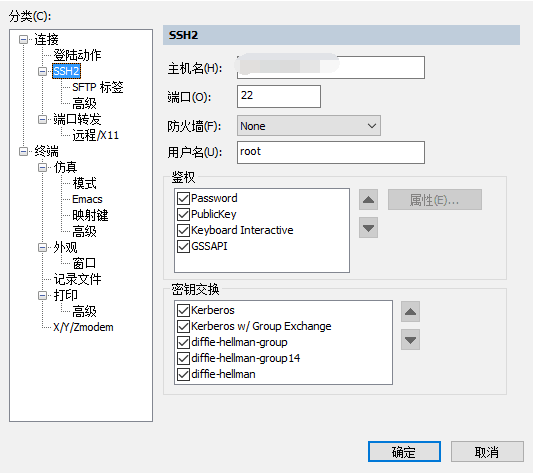 分类(C):
连接
登陆动作
SSH2
SFTP 标签
高级
端口转发
远程/X11
终端
仿真
模式
Emacs
映射键
高级
外观
窗口
记录文件
打印
高级
X/Y/Zmodem
SSH2
主机名(H):
端口(O): 22
防火墙(F): None
用户名(U): root
鉴权
Password
PublicKey
Keyboard Interactive
GSSAPI
属性(E)...
密钥交换
Kerberos
Kerberos w/ Group Exchange
diffie-hellman-group
diffie-hellman-group14
diffie-hellman
确定
取消